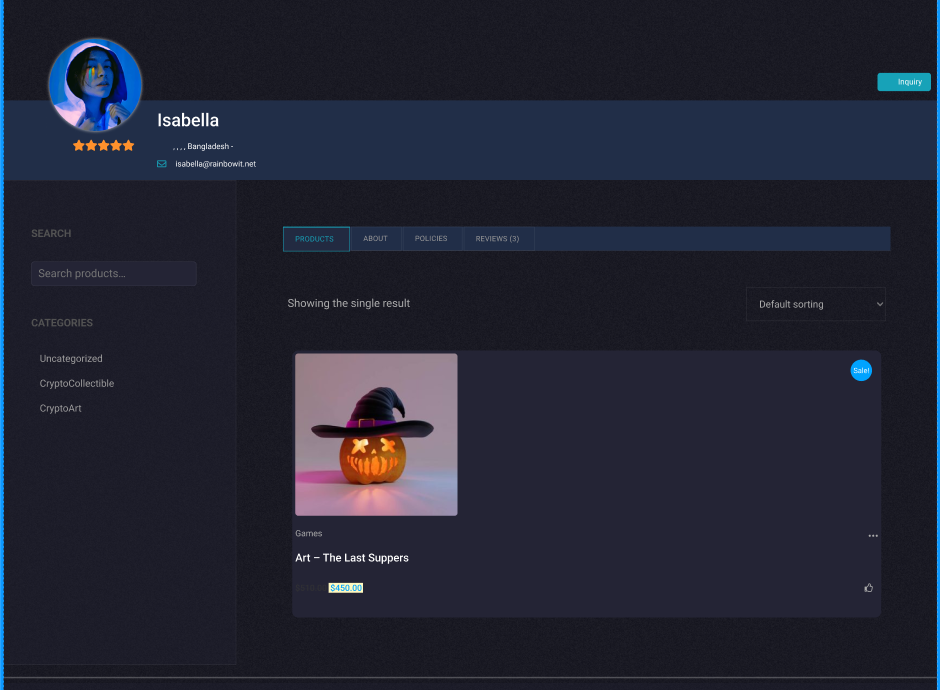 Inquiry
Isabella
, , , , Bangladesh -
isabella@rainbowit.net
SEARCH
Search products...
CATEGORIES
Uncategorized
CryptoCollectible
CryptoArt
PRODUCTS
ABOUT
POLICIES
REVIEWS (3)
Showing the single result
Default sorting
Sale!
Games
Art – The Last Suppers
$450.00